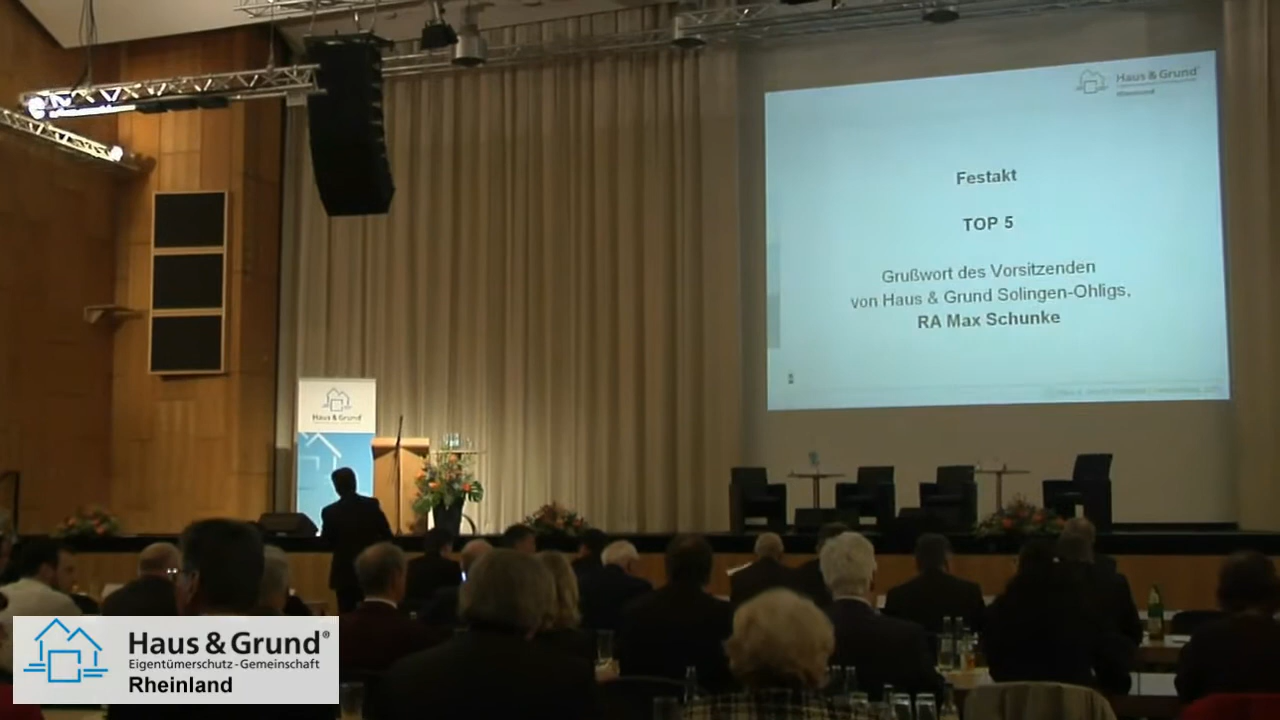 Haus & Grund®
Rheinland
Festakt
TOP 5
Grußwort des Vorsitzenden
von Haus & Grund Solingen-Ohligs,
RA Max Schunke
Haus & Grund
Haus & Grund®
Eigentümerschutz-Gemeinschaft
Rheinland